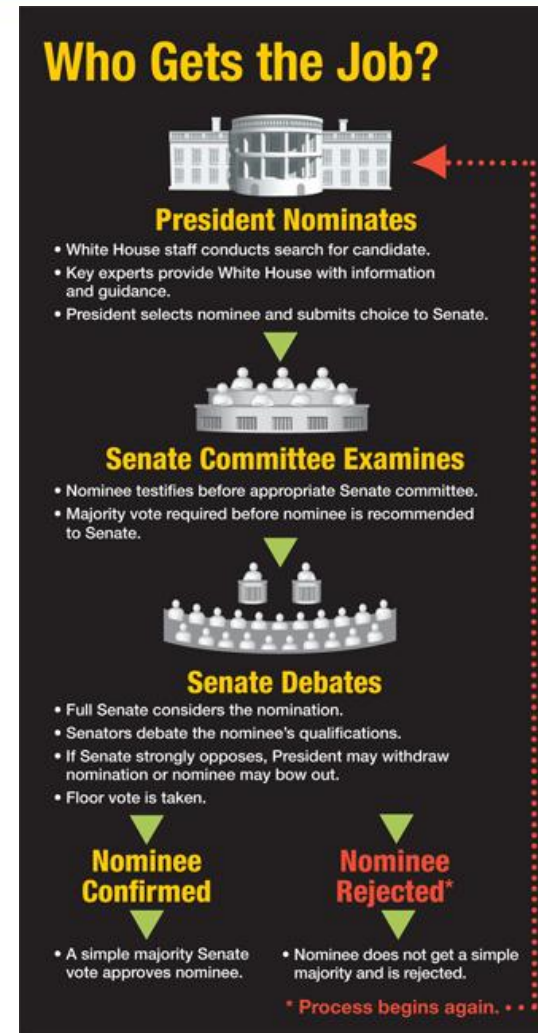 Who Gets the Job?
President Nominates
• White House staff conducts search for candidate.
• Key experts provide White House with information
and guidance.
• President selects nominee and submits choice to Senate.
Senate Committee Examines
• Nominee testifies before appropriate Senate committee.
• Majority vote required before nominee is recommended
to Senate.
Senate Debates
• Full Senate considers the nomination.
• Senators debate the nominee's qualifications.
• If Senate strongly opposes, President may withdraw
nomination or nominee may bow out.
• Floor vote is taken.
Nominee
Confirmed
• A simple majority Senate
vote approves nominee.
Nominee
Rejected*
• Nominee does not get a simple
majority and is rejected.
* Process begins again.